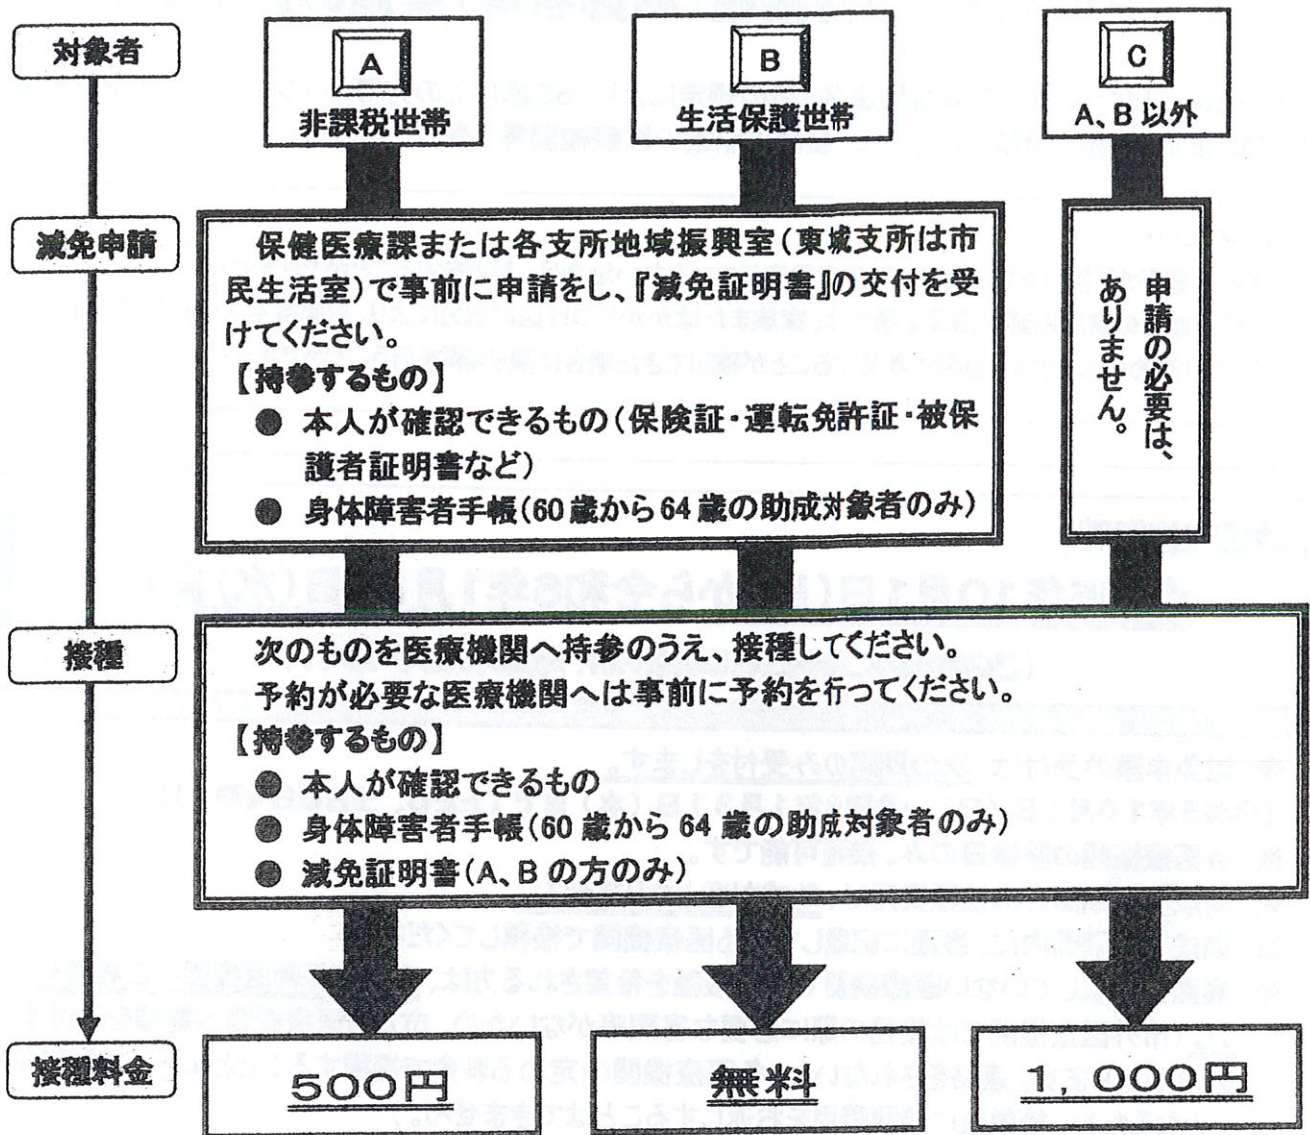 対象者
A
非課税世帯
B
生活保護世帯
C
A、B 以外
減免申請
保健医療課または各支所地域振興室(東城支所は市
民生活室)で事前に申請をし、『減免証明書』の交付を受
けてください。
【持参するもの】
● 本人が確認できるもの(保険証・運転免許証・被保
護者証明書など)
● 身体障害者手帳(60 歳から 64 歳の助成対象者のみ)
申請の必要は、
ありません。
接種
次のものを医療機関へ持参のうえ、接種してください。
予約が必要な医療機関へは事前に予約を行ってください。
【持参するもの】
● 本人が確認できるもの
● 身体障害者手帳(60 歳から 64 歳の助成対象者のみ)
● 減免証明書(A、B の方のみ)
接種料金
500円
無料
1,000円